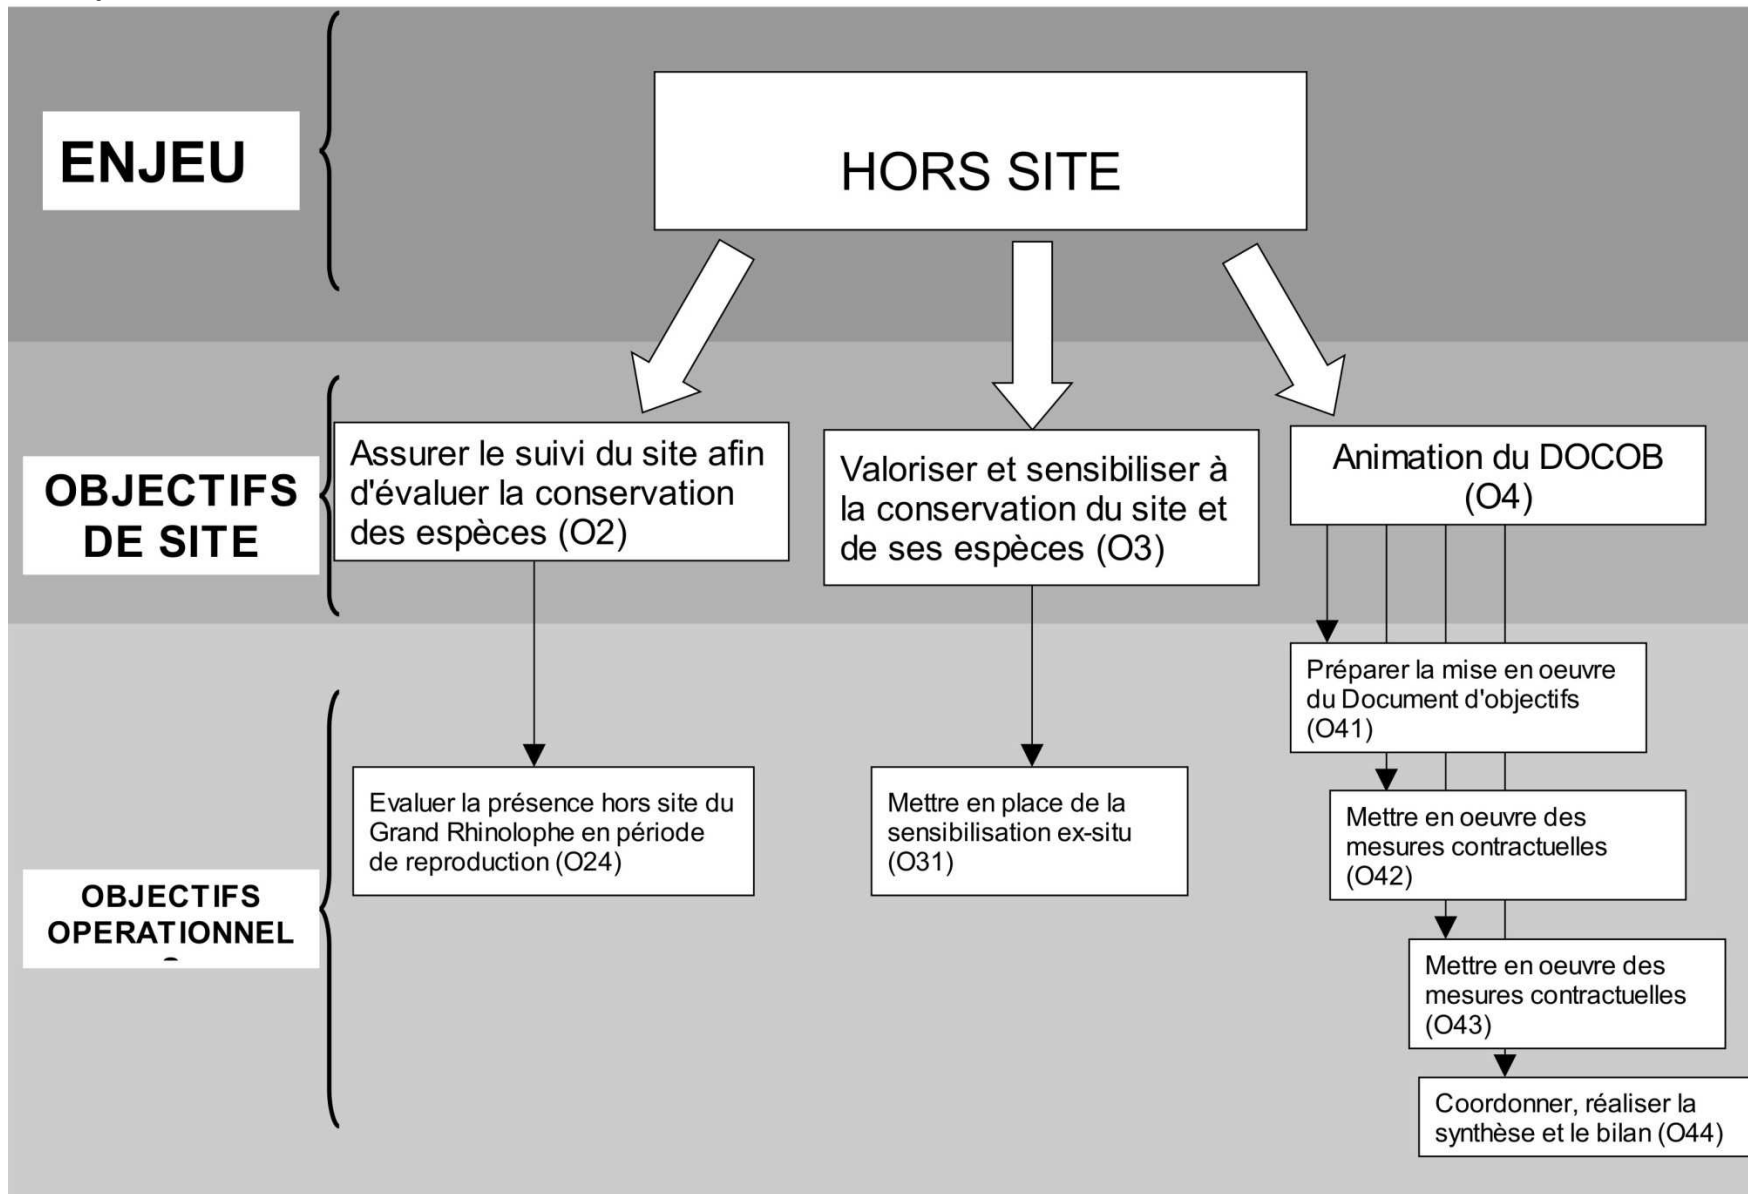 ENJEU
HORS SITE
OBJECTIFS
DE SITE
Assurer le suivi du site afin
d'évaluer la conservation
des espèces (O2)
Valoriser et sensibiliser à
la conservation du site et
de ses espèces (O3)
Animation du DOCOB
(O4)
OBJECTIFS
OPERATIONNEL
Evaluer la présence hors site du
Grand Rhinolophe en période
de reproduction (O24)
Mettre en place de la
sensibilisation ex-situ
(O31)
Préparer la mise en oeuvre
du Document d'objectifs
(O41)
Mettre en oeuvre des
mesures contractuelles
(O42)
Mettre en oeuvre des
mesures contractuelles
(O43)
Coordonner, réaliser la
synthèse et le bilan (O44)